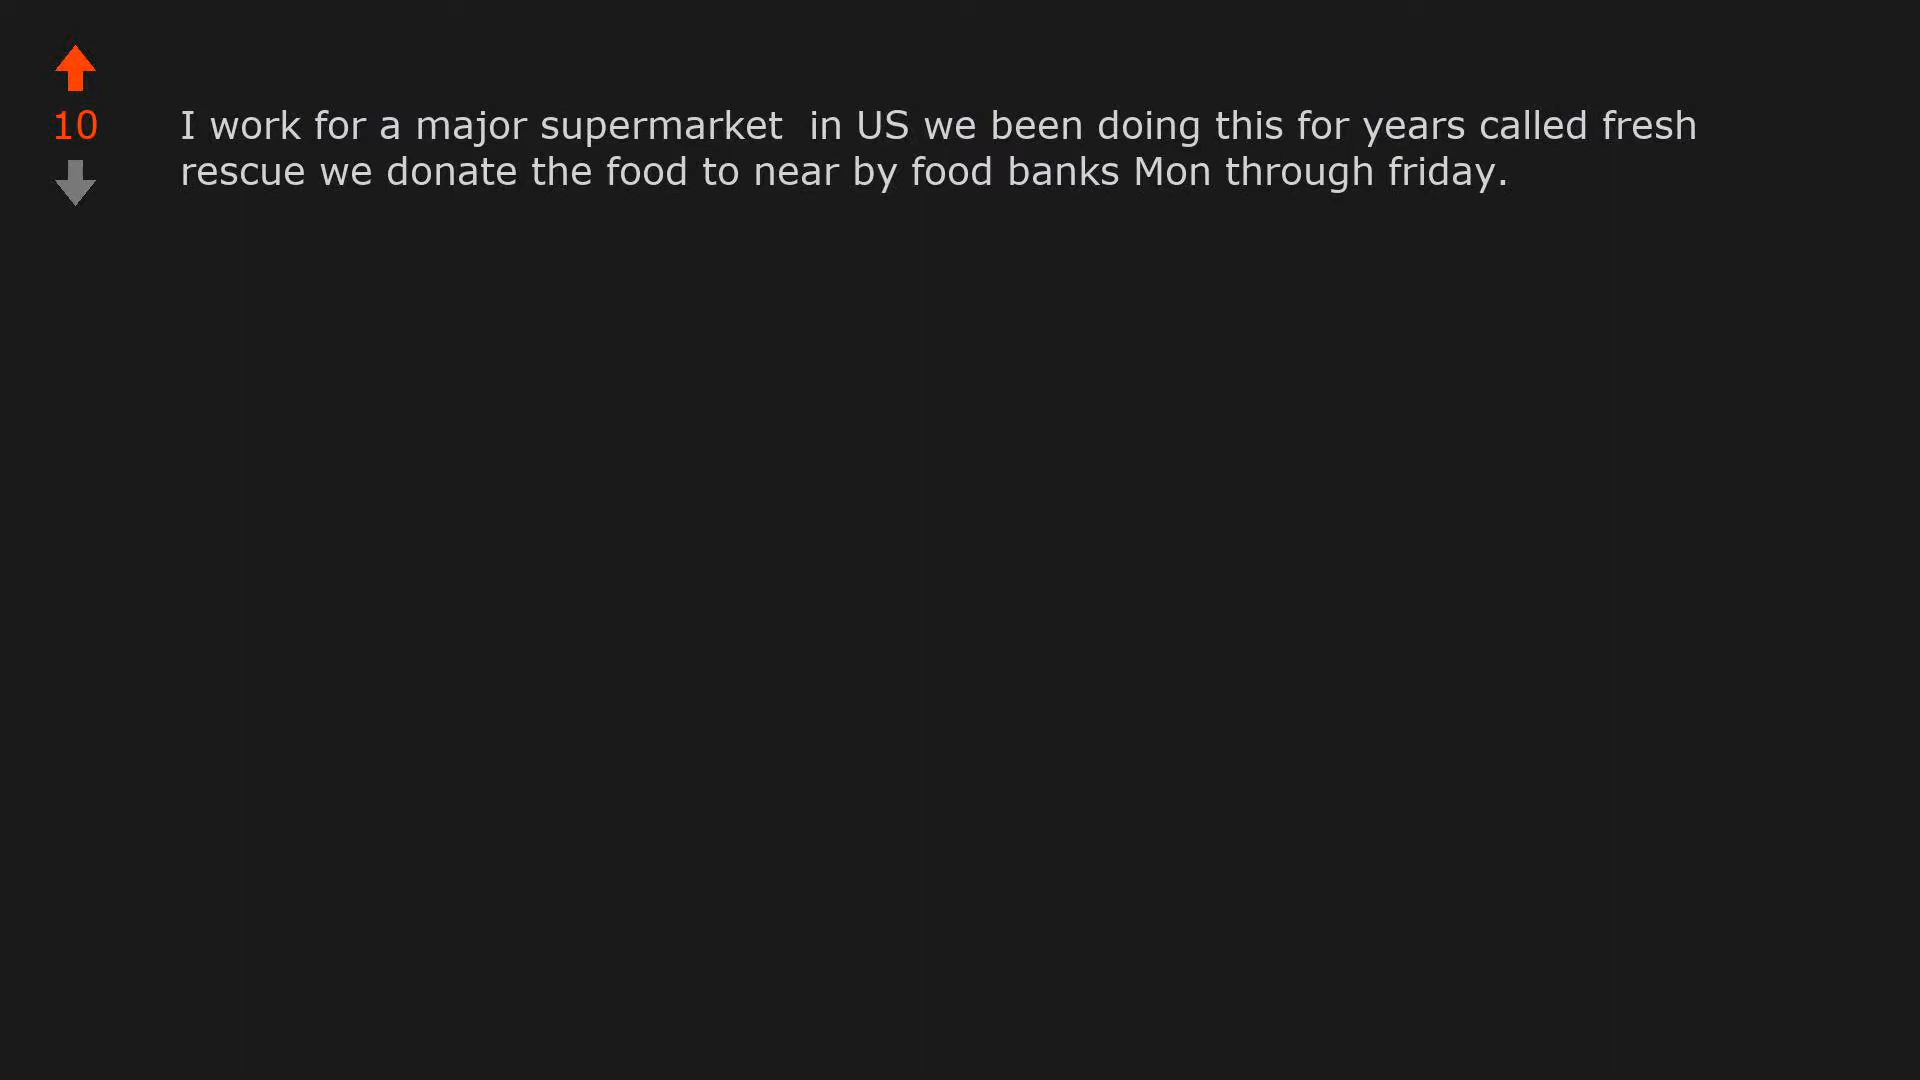 10
I work for a major supermarket  in US we been doing this for years called fresh
rescue we donate the food to near by food banks Mon through friday.